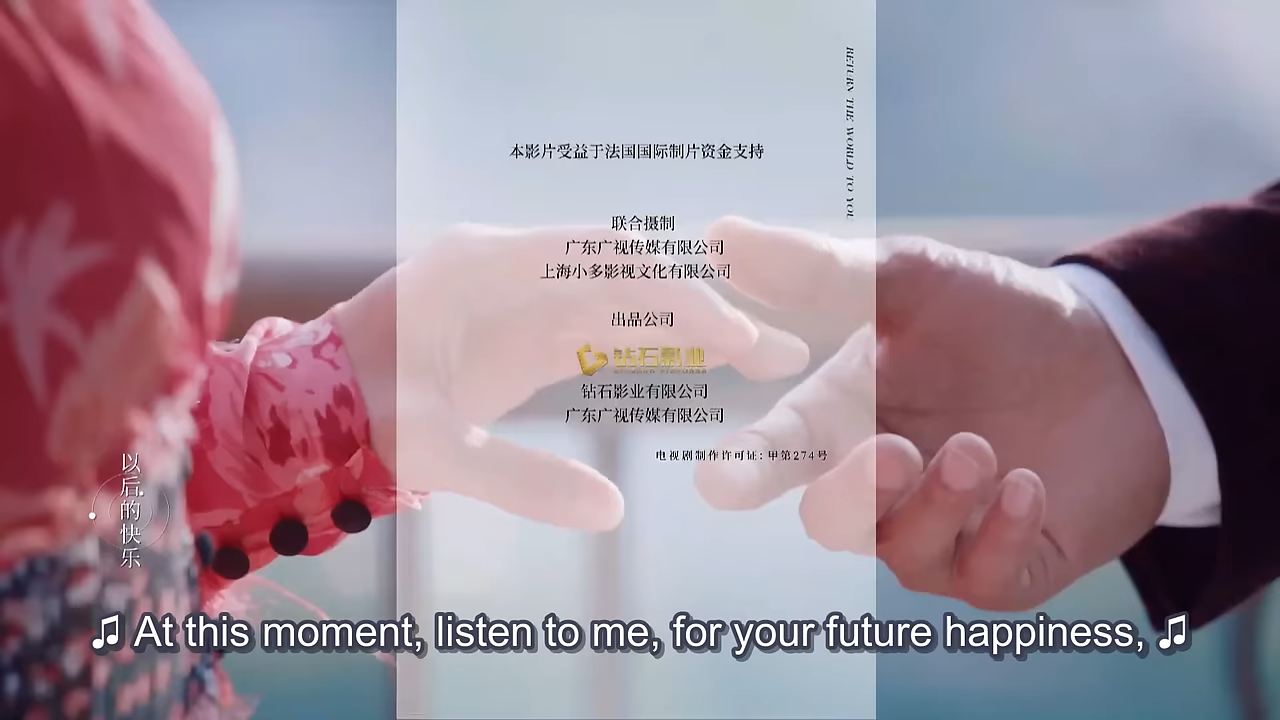 RETURN THE WORLD TO YOU
本影片受益于法国国际制片资金支持
联合摄制
广东广视传媒有限公司
上海小多影视文化有限公司
出品公司
钻石影业
钻石影业有限公司
广东广视传媒有限公司
电视剧制作许可证：甲第274号
以后的快乐
♫ At this moment, listen to me, for your future happiness, ♫